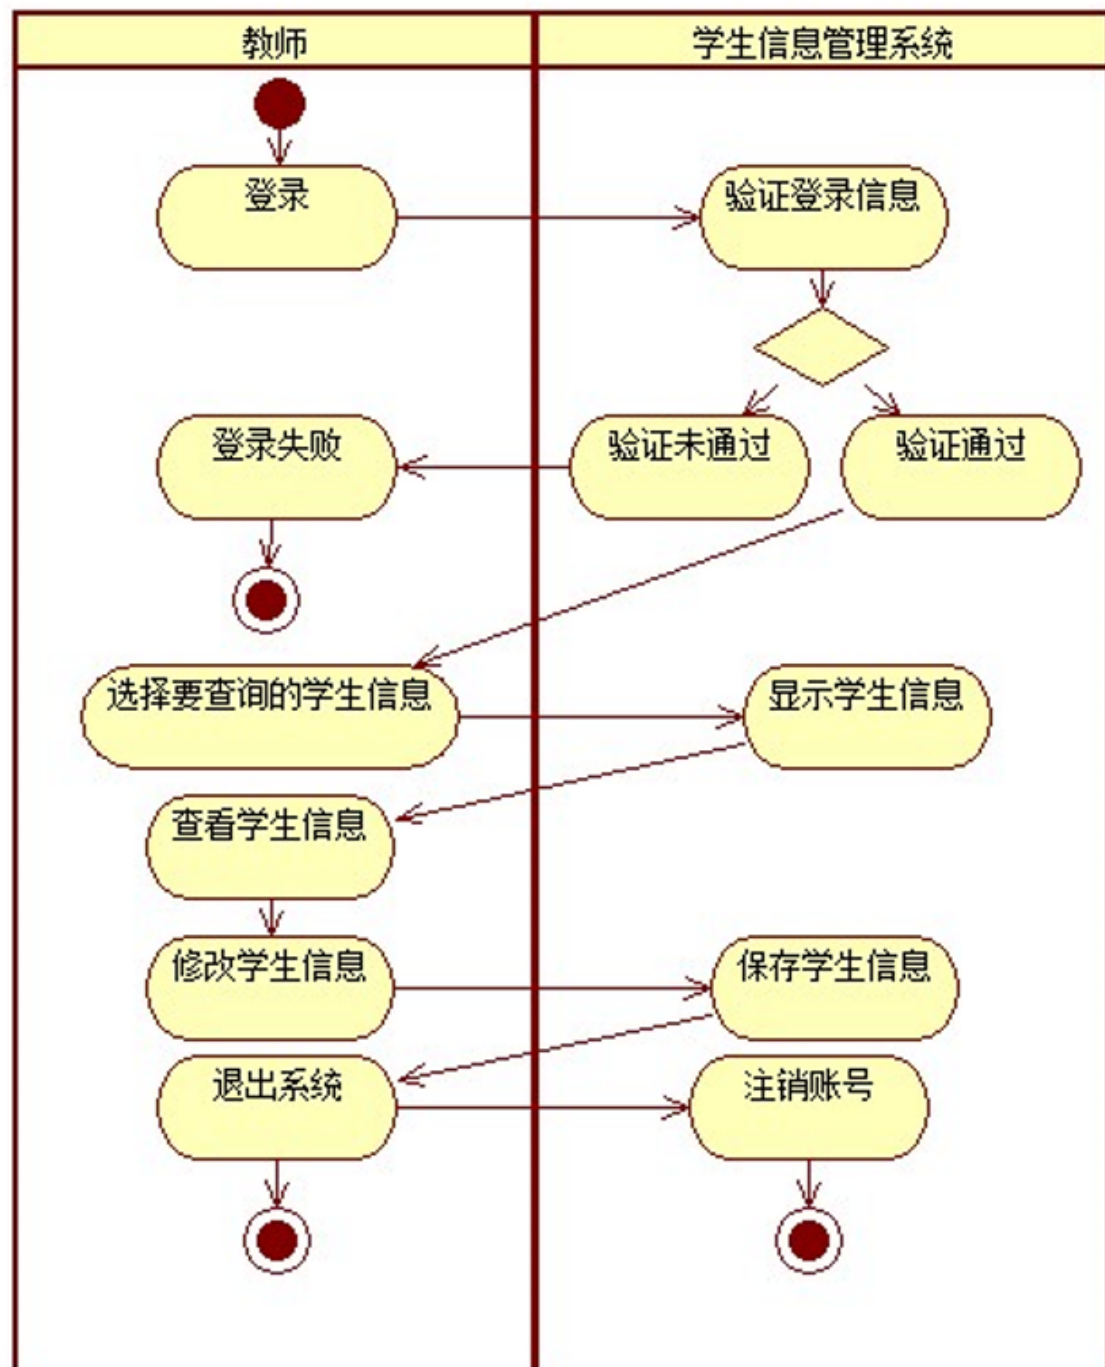 教师
学生信息管理系统
登录
验证登录信息
登录失败
验证未通过
验证通过
选择要查询的学生信息
显示学生信息
查看学生信息
修改学生信息
保存学生信息
退出系统
注销账号